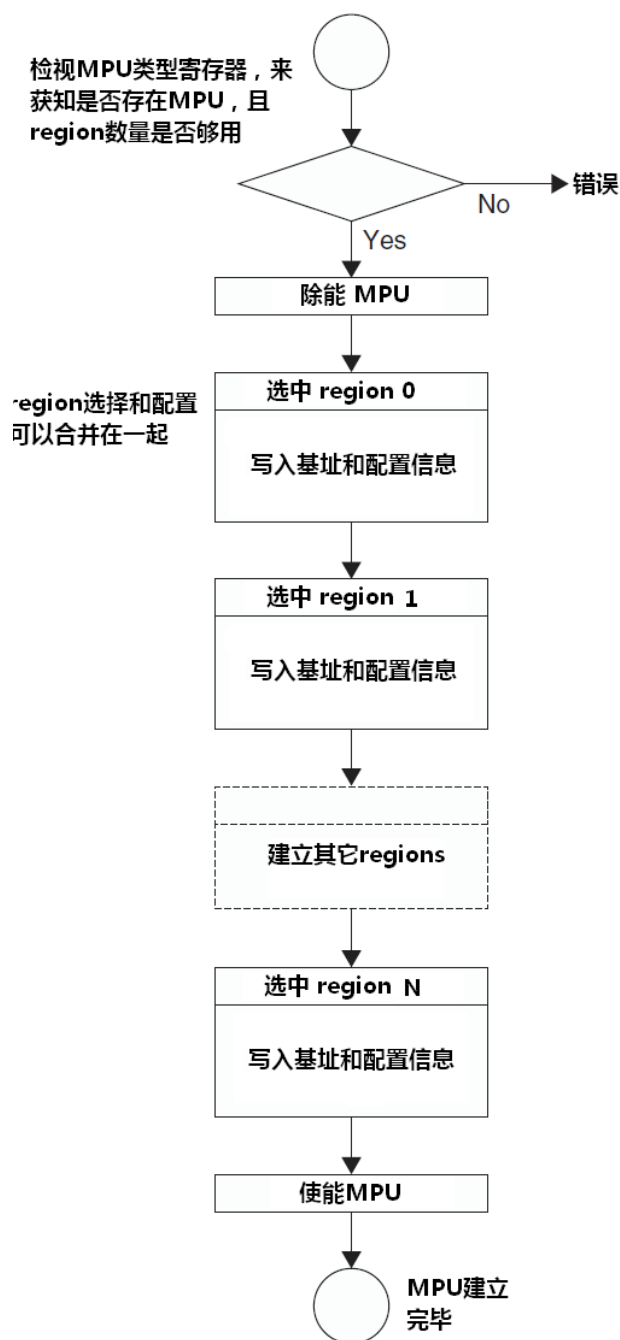 检视MPU类型寄存器，来
获知是否存在MPU，且
region数量是否够用
No
错误
Yes
除能 MPU
选中 region 0
region选择和配置
可以合并在一起
写入基址和配置信息
选中 region 1
写入基址和配置信息
建立其它regions
选中 region N
写入基址和配置信息
使能MPU
MPU建立
完毕